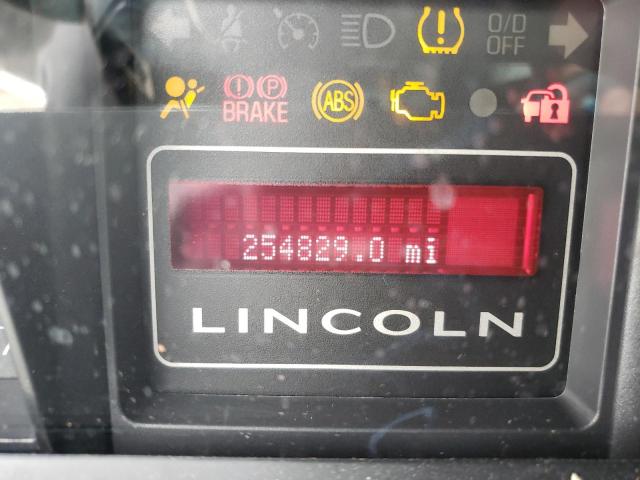 O/D
OFF
BRAKE
ABS
254829.0 mi
LINCOLN